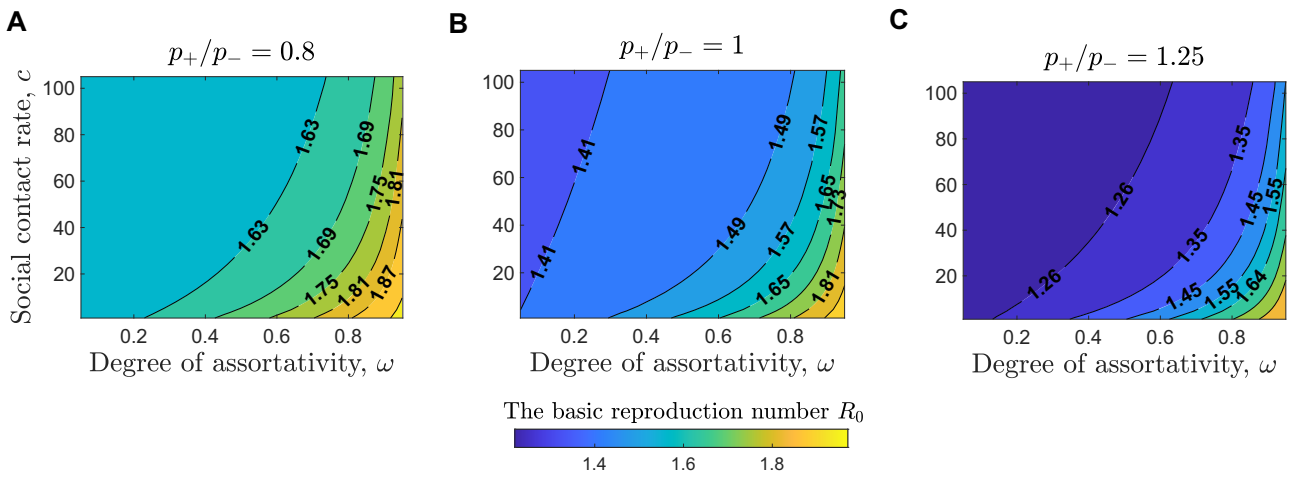 A
p₊/p₋ = 0.8
Social contact rate, c
100
80
60
40
20
0.2 0.4 0.6 0.8
1.63
1.69
1.75
1.81
1.63
1.69
1.75
1.81
1.87
Degree of assortativity, ω
B
p₊/p₋ = 1
100
80
60
40
20
0.2 0.4 0.6 0.8
1.41
1.49
1.57
1.65
1.73
1.41
1.49
1.57
1.65
1.81
Degree of assortativity, ω
C
p₊/p₋ = 1.25
100
80
60
40
20
0.2 0.4 0.6 0.8
1.35
1.26
1.45
1.55
1.35
1.26
1.45
1.55
1.64
Degree of assortativity, ω
The basic reproduction number R₀
1.4 1.6 1.8